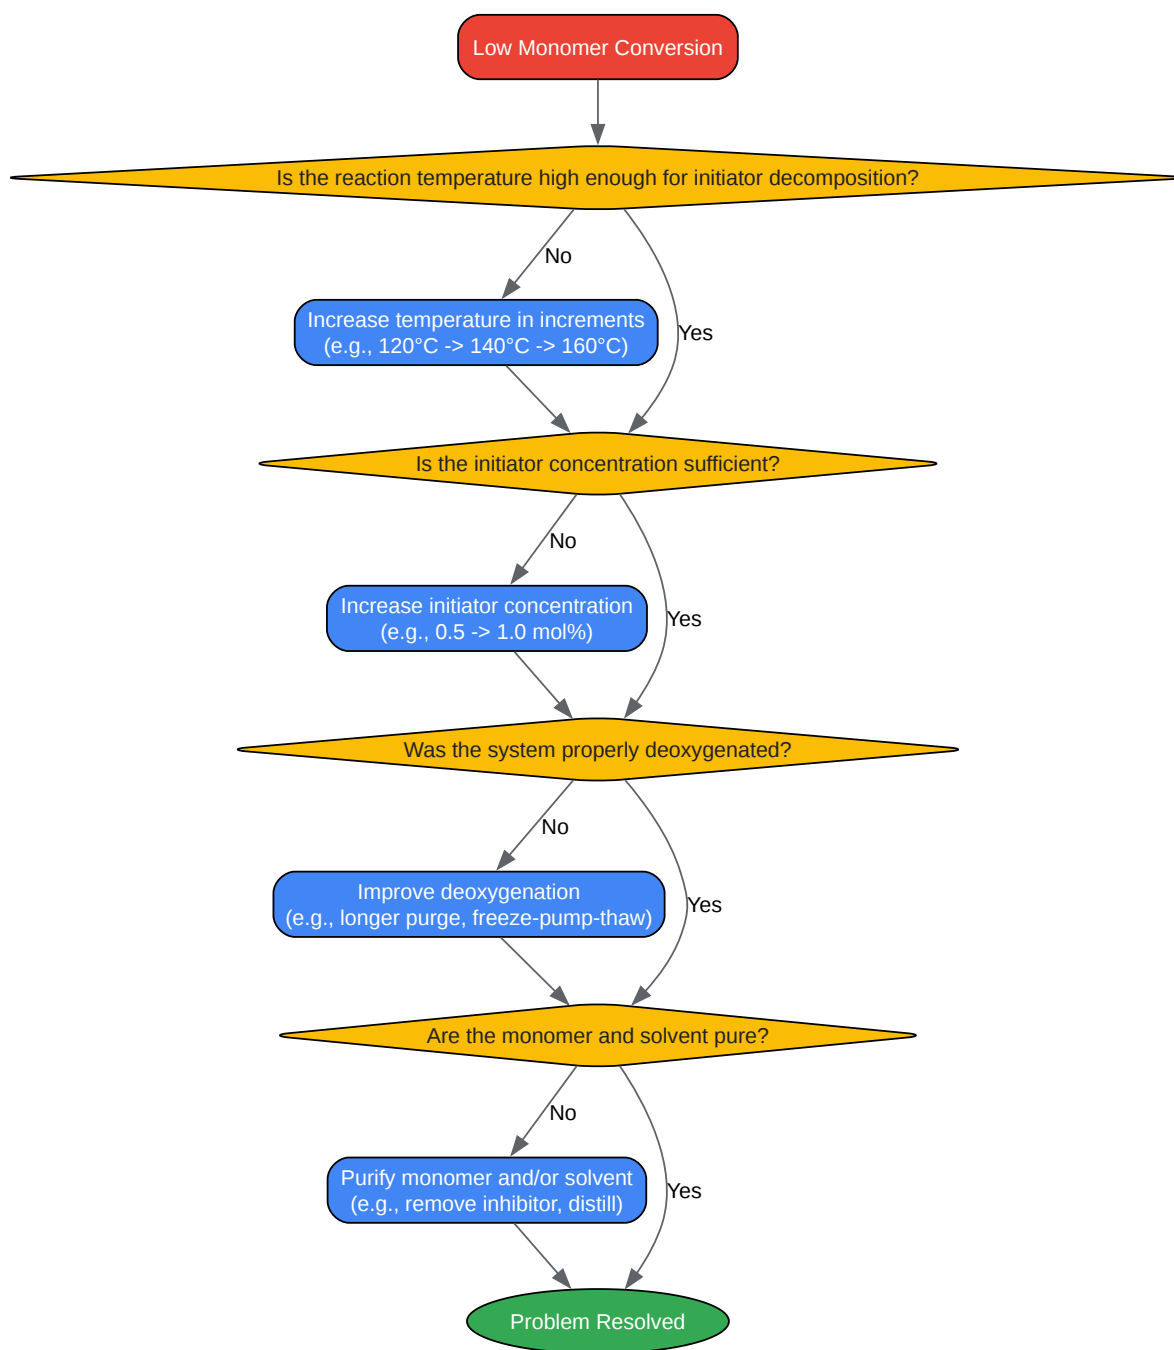 Low Monomer Conversion
Is the reaction temperature high enough for initiator decomposition?
No
Increase temperature in increments
(e.g., 120°C -> 140°C -> 160°C)
Yes
Is the initiator concentration sufficient?
No
Increase initiator concentration
(e.g., 0.5 -> 1.0 mol%)
Yes
Was the system properly deoxygenated?
No
Improve deoxygenation
(e.g., longer purge, freeze-pump-thaw)
Yes
Are the monomer and solvent pure?
No
Purify monomer and/or solvent
(e.g., remove inhibitor, distill)
Yes
Problem Resolved